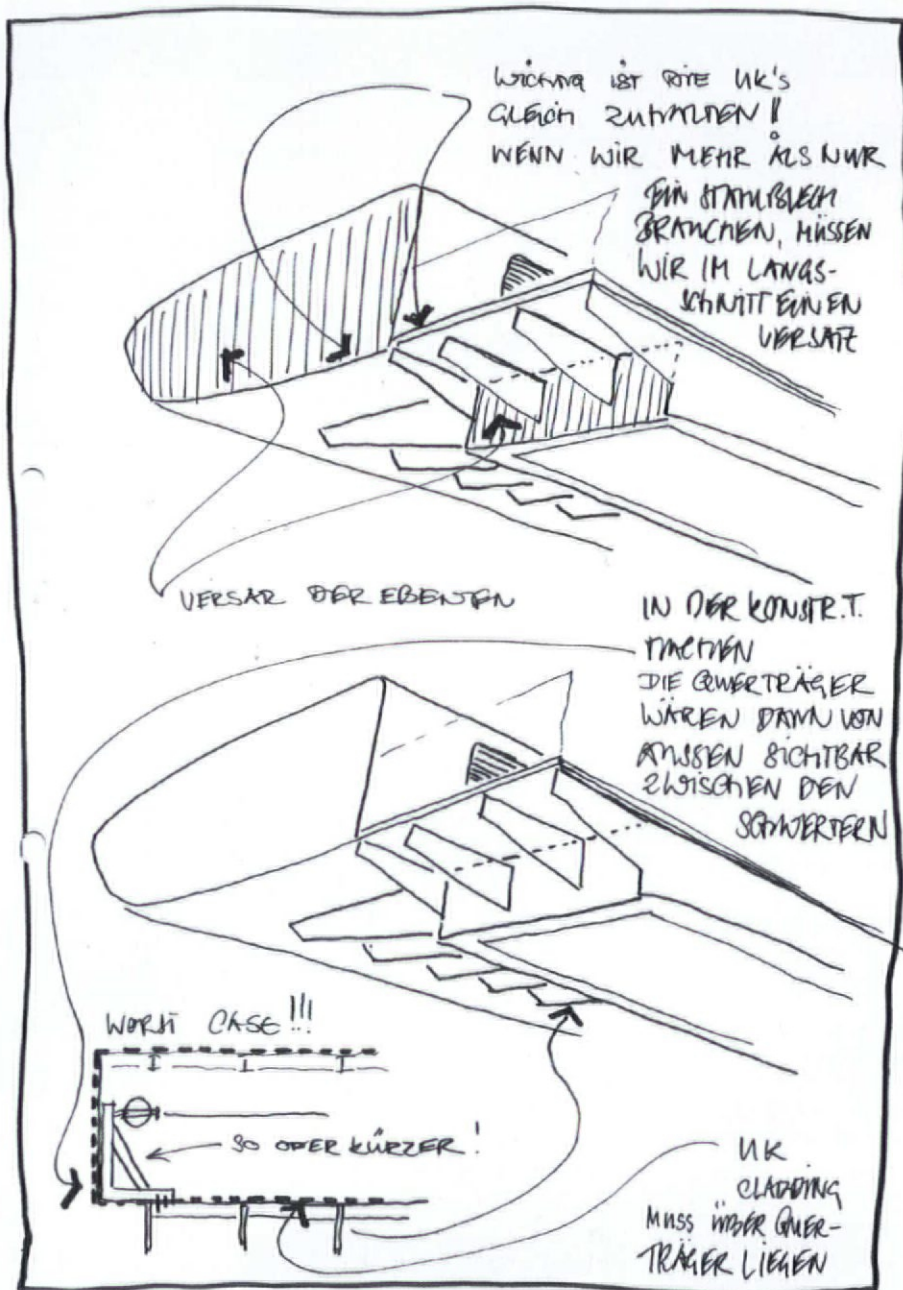 WICHTIG IST DIE UK's
GLEICH ZUHALTEN!
WENN WIR MEHR ALS NUR
EIN STAHLBLECH
BRAUCHEN, MÜSSEN
WIR IM LANGS-
SCHNITT EINEN
VERSATZ
VERSAT DER EBENEN
IN DER KONSTR.T.
MACHEN
DIE QUERTRÄGER
WÄREN DANN VON
AUSSEN SICHTBAR
ZWISCHEN DEN
SCHWERTERN
WORST CASE!!!
SO ODER KÜRZER!
UK
CLADDING
MUSS ÜBER QUER-
TRÄGER LIEGEN